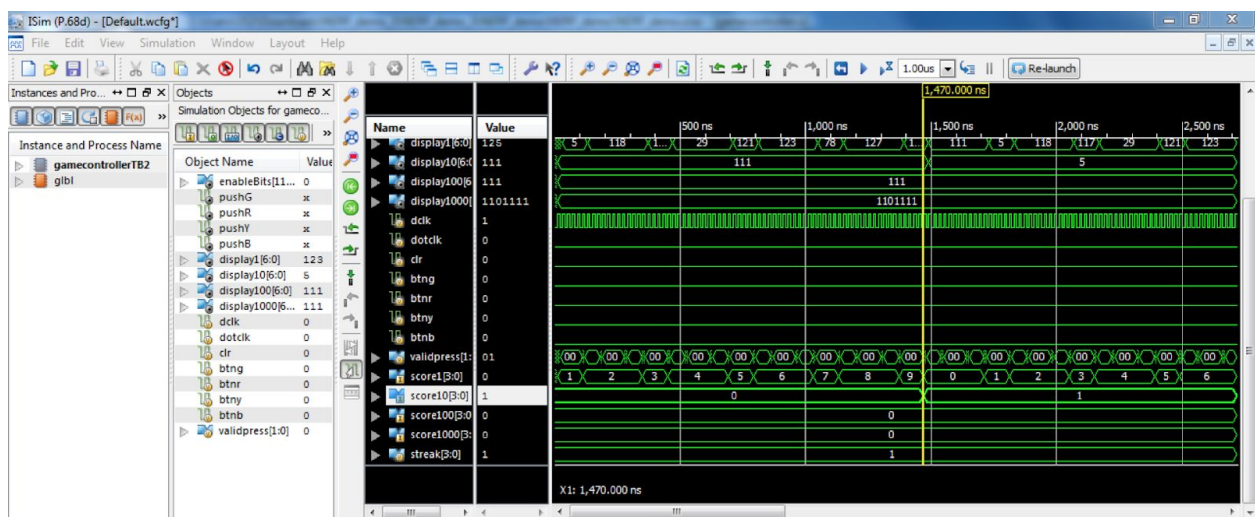 ISim (P.68d) - [Default.wcfg*]
File Edit View Simulation Window Layout Help
1.00us Re-launch
Instances and Pro...
F(x)
Instance and Process Name
gamecontrollerTB2
glbl
Objects
Simulation Objects for gameco...
Object Name Value
enableBits[11... 0
pushG x
pushR x
pushY x
pushB x
display1[6:0] 123
display10[6:0] 5
display100[6:0] 111
display1000[6... 111
dclk 0
dotclk 0
clr 0
btng 0
btnr 0
btny 0
btnb 0
validpress[1:0] 0
1,470.000 ns
Name Value 500 ns 1,000 ns 1,500 ns 2,000 ns 2,500 ns
display1[6:0] 125 5 118 1... 29 121 123 78 127 1... 111 5 118 117 29 121 123
display10[6:0 111 111 5
display100[6 111 111
display1000[ 1101111 1101111
dclk 1
dotclk 0
clr 0
btng 0
btnr 0
btny 0
btnb 0
validpress[1: 01 00 00 00 00 00 00 00 00 00 00 00 00 00 00 00 00
score1[3:0] 0 1 2 3 4 5 6 7 8 9 0 1 2 3 4 5 6
score10[3:0] 1 0 1
score100[3:0 0 0
score1000[3: 0 0
streak[3:0] 1 1
X1: 1,470.000 ns